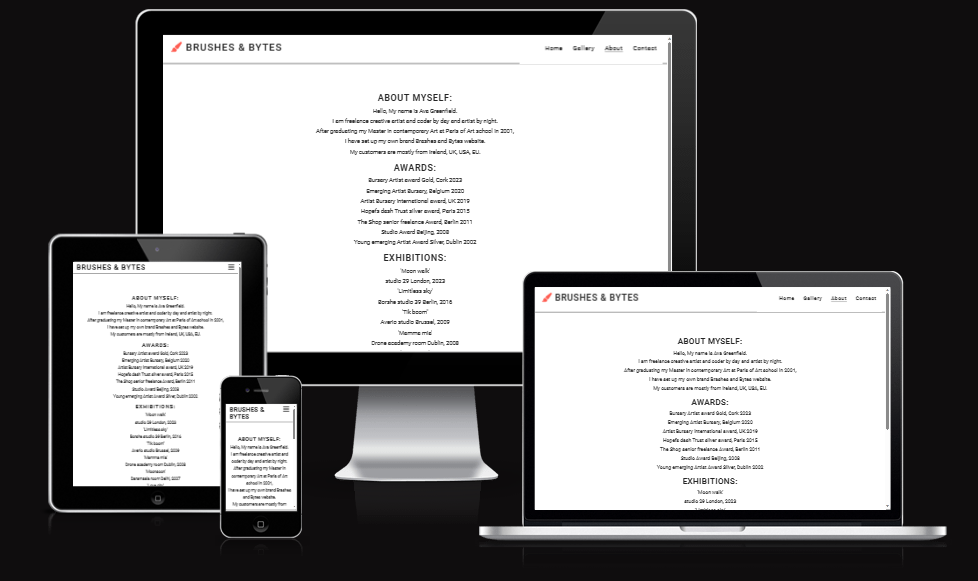 BRUSHES & BYTES
Home Gallery About Contact
ABOUT MYSELF:
Hello, My name is Ava Greenfield.
I am freelance creative artist and coder by day and artist by night.
After graduating my Master in contemporary Art at Paris of Art school in 2001,
I have set up my own brand Brashes and Bytes website.
My customers are mostly from Ireland, UK, USA, EU.
AWARDS:
Bursary Artist award Gold, Cork 2023
Emerging Artist Bursary, Belgium 2020
Artist Bursary International award, UK 2019
Hopefs dash Trust silver award, Paris 2015
The Shop senior freelance Award, Berlin 2011
Studio Award Beijing, 2008
Young emerging Artist Award Silver, Dublin 2002
EXHIBITIONS:
'Moon walk'
studio 29 London, 2023
'Limitless sky'
Borshe studio 39 Berlin, 2016
'Tik boom'
Averto studio Brussel, 2009
'Mamma mia'
Drone academy room Dublin, 2008
BRUSHES & BYTES
ABOUT MYSELF:
Hello, My name is Ava Greenfield.
I am freelance creative artist and coder by day and artist by night.
After graduating my Master in contemporary Art at Paris of Art school in 2001,
I have set up my own brand Brashes and Bytes website.
My customers are mostly from Ireland, UK, USA, EU.
AWARDS:
Bursary Artist award Gold, Cork 2023
Emerging Artist Bursary, Belgium 2020
Artist Bursary International award, UK 2019
Hopefs dash Trust silver award, Paris 2015
The Shop senior freelance Award, Berlin 2011
Studio Award Beijing, 2008
Young emerging Artist Award Silver, Dublin 2002
EXHIBITIONS:
'Moon walk'
studio 29 London, 2023
'Limitless sky'
Borshe studio 39 Berlin, 2016
'Tik boom'
Averto studio Brussel, 2009
'Mamma mia'
Drone academy room Dublin, 2008
'Monsoon'
2007
BRUSHES &
BYTES
ABOUT MYSELF:
Hello, My name is Ava Greenfield.
I am freelance creative artist and
coder by day and artist by night.
After graduating my Master in
contemporary Art at Paris of Art
school in 2001,
I have set up my own brand Brashes
and Bytes website.
My customers are mostly from
BRUSHES & BYTES
Home Gallery About Contact
ABOUT MYSELF:
Hello, My name is Ava Greenfield.
I am freelance creative artist and coder by day and artist by night.
After graduating my Master in contemporary Art at Paris of Art school in 2001,
I have set up my own brand Brashes and Bytes website.
My customers are mostly from Ireland, UK, USA, EU.
AWARDS:
Bursary Artist award Gold, Cork 2023
Emerging Artist Bursary, Belgium 2020
Artist Bursary International award, UK 2019
Hopefs dash Trust silver award, Paris 2015
The Shop senior freelance Award, Berlin 2011
Studio Award Beijing, 2008
Young emerging Artist Award Silver, Dublin 2002
EXHIBITIONS:
'Moon walk'
studio 29 London, 2023
'Limitless sky'